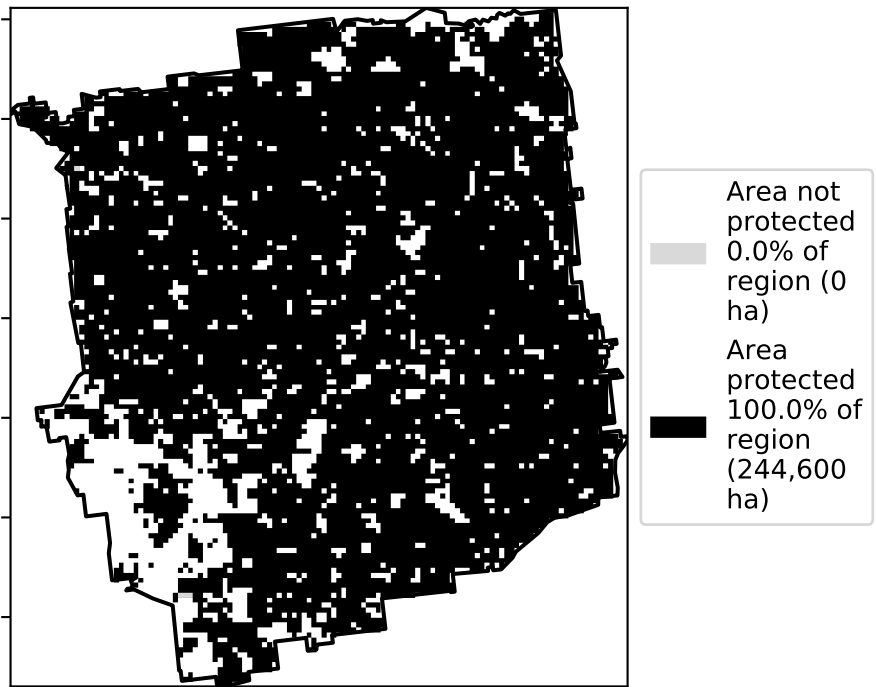 Area not
protected
0.0% of
region (0
ha)
Area
protected
100.0% of
region
(244,600
ha)